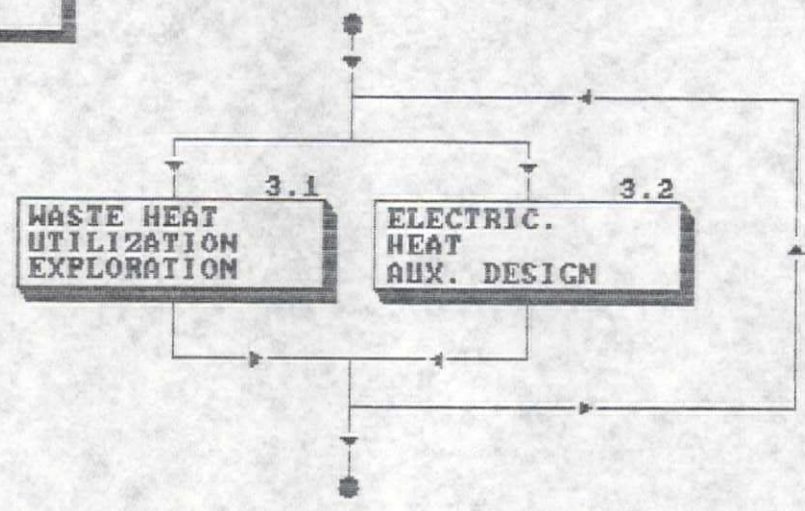 3.1
WASTE HEAT
UTILIZATION
EXPLORATION
3.2
ELECTRIC.
HEAT
AUX. DESIGN